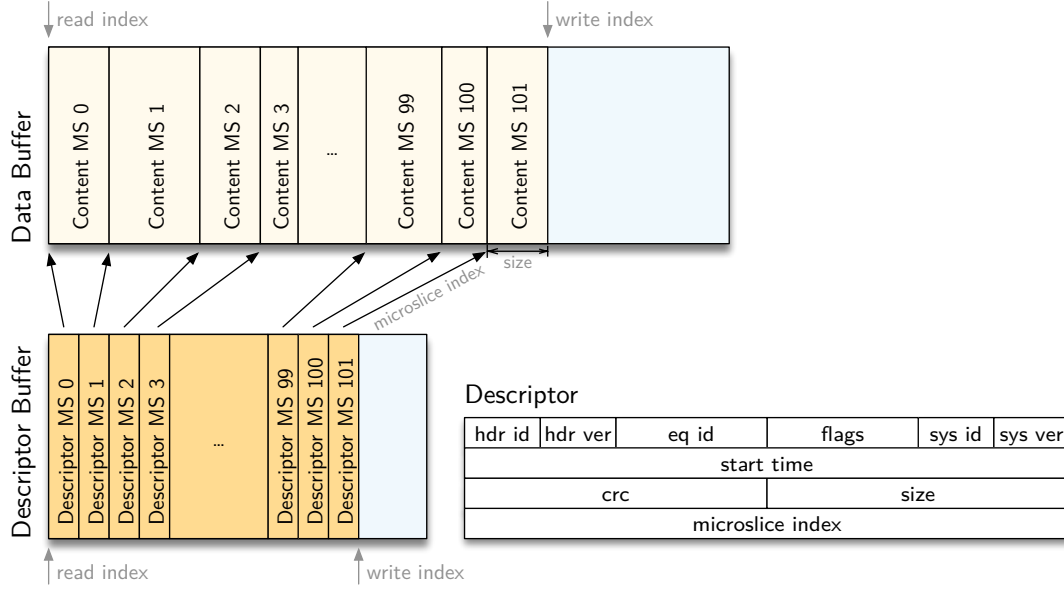 read index
write index
Data Buffer
Content MS 0
Content MS 1
Content MS 2
Content MS 3
...
Content MS 99
Content MS 100
Content MS 101
size
microslice index
Descriptor Buffer
Descriptor MS 0
Descriptor MS 1
Descriptor MS 2
Descriptor MS 3
...
Descriptor MS 99
Descriptor MS 100
Descriptor MS 101
read index
write index
Descriptor
hdr id hdr ver eq id flags sys id sys ver
start time
crc size
microslice index